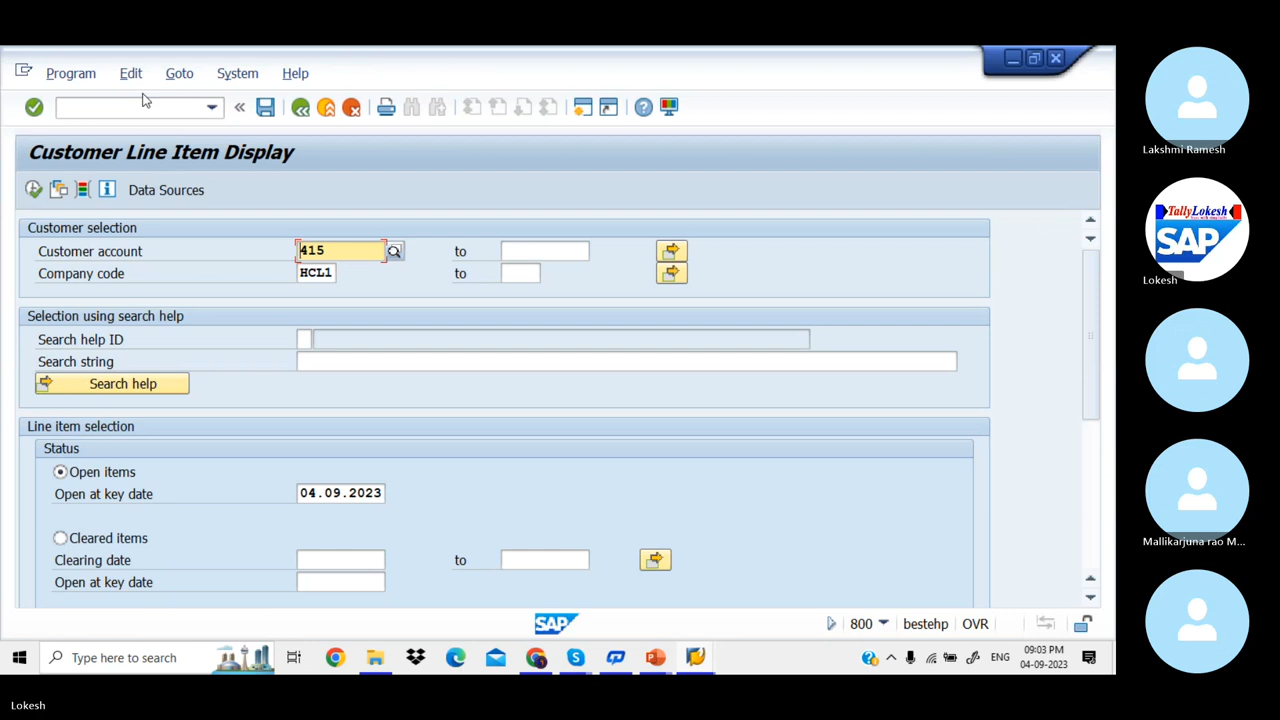 Program Edit Goto System Help
Customer Line Item Display
Data Sources
Customer selection
Customer account 415 to
Company code HCL1 to
Selection using search help
Search help ID
Search string
Search help
Line item selection
Status
Open items
Open at key date 04.09.2023
Cleared items
Clearing date to
Open at key date
SAP 800 bestehp OVR
Type here to search ENG 09:03 PM
04-09-2023
Lokesh
Lakshmi Ramesh
TallyLokesh
SAP
Lokesh
Mallikarjuna rao M...